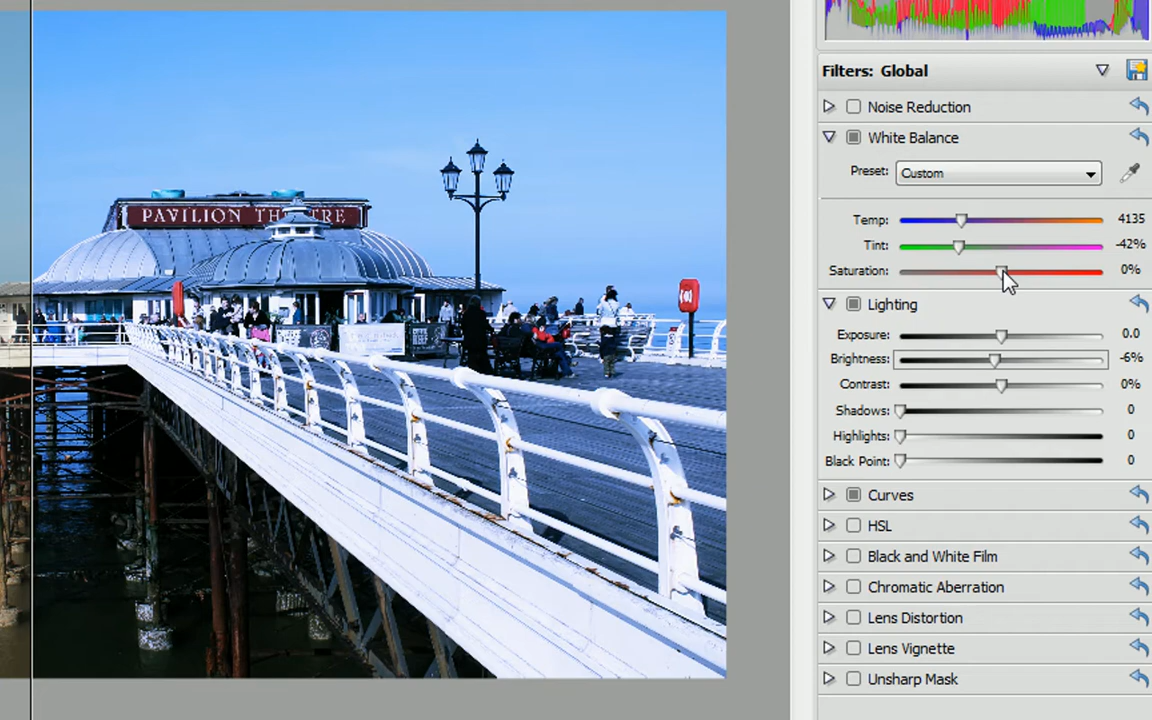 PAVILION THEATRE
Filters: Global
Noise Reduction
White Balance
Preset: Custom
Temp: 4135
Tint: -42%
Saturation: 0%
Lighting
Exposure: 0.0
Brightness: -6%
Contrast: 0%
Shadows: 0
Highlights: 0
Black Point: 0
Curves
HSL
Black and White Film
Chromatic Aberration
Lens Distortion
Lens Vignette
Unsharp Mask